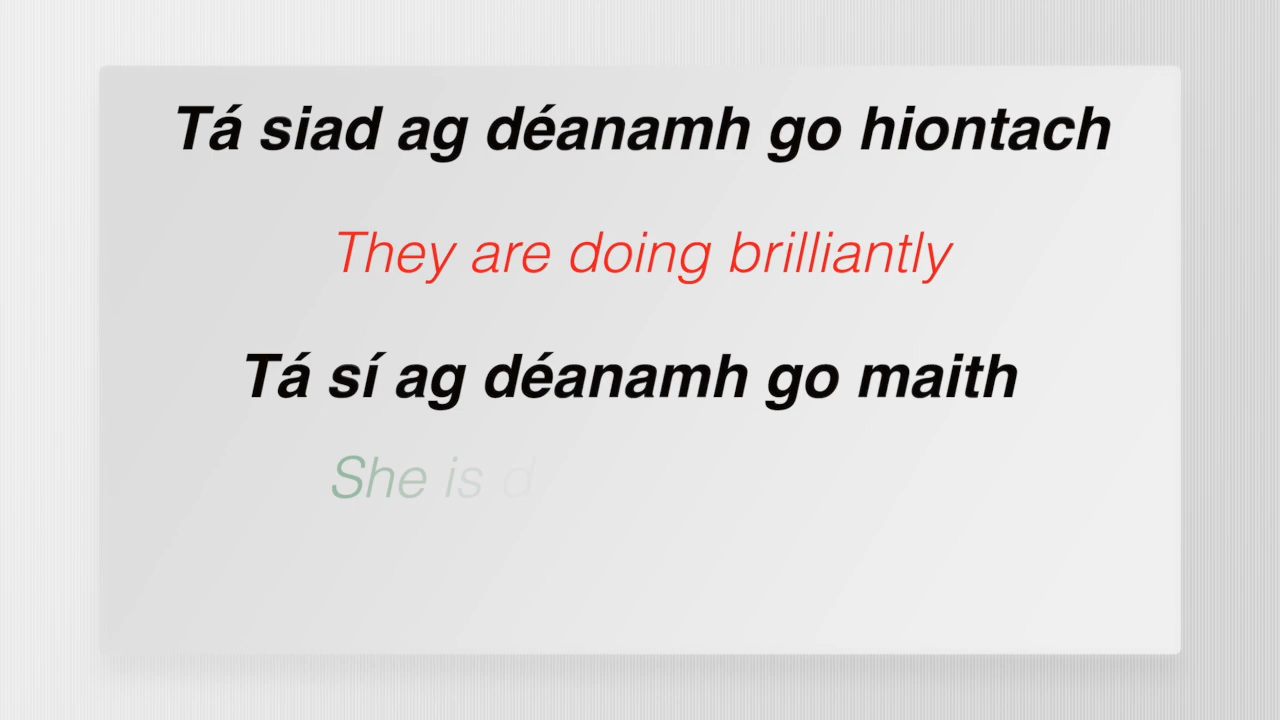 Tá siad ag déanamh go hiontach
They are doing brilliantly
Tá sí ag déanamh go maith
She is d